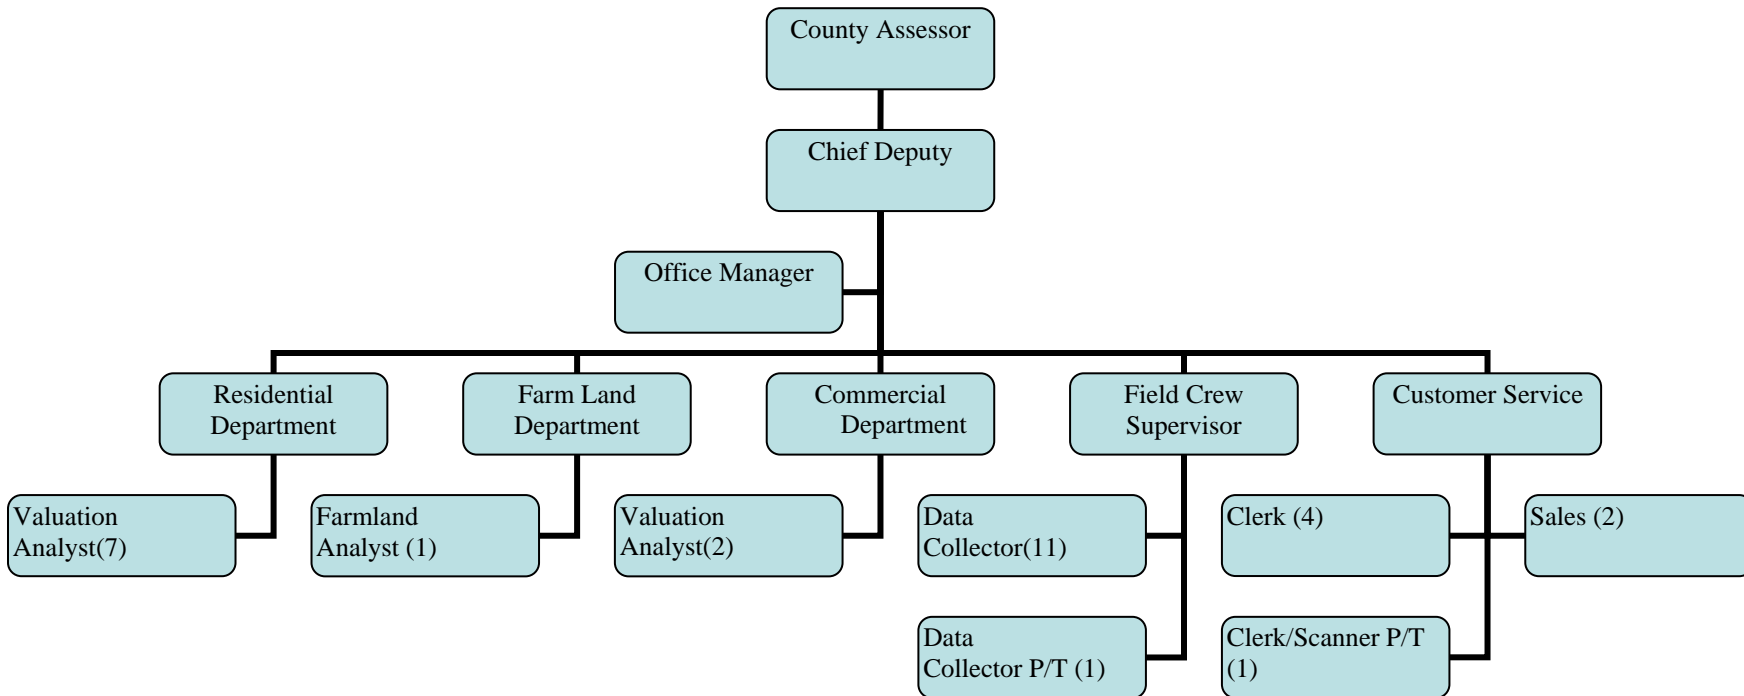 County Assessor
Chief Deputy
Office Manager
Residential
Department
Farm Land
Department
Commercial
Department
Field Crew
Supervisor
Customer Service
Valuation
Analyst(7)
Farmland
Analyst (1)
Valuation
Analyst(2)
Data
Collector(11)
Clerk (4)
Sales (2)
Data
Collector P/T (1)
Clerk/Scanner P/T
(1)